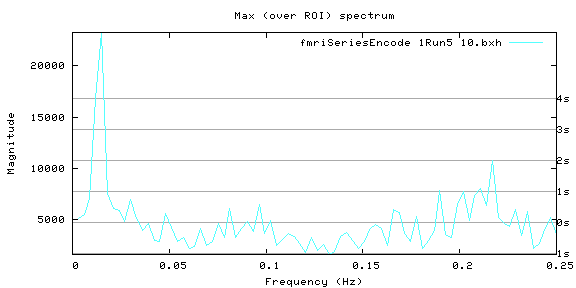 Max (over ROI) spectrum
fmriSeriesEncode 1Run5 10.bxh
Magnitude
20000
15000
10000
5000
4s
3s
2s
1s
0s
1s
0
0.05
0.1
0.15
0.2
0.25
Frequency (Hz)